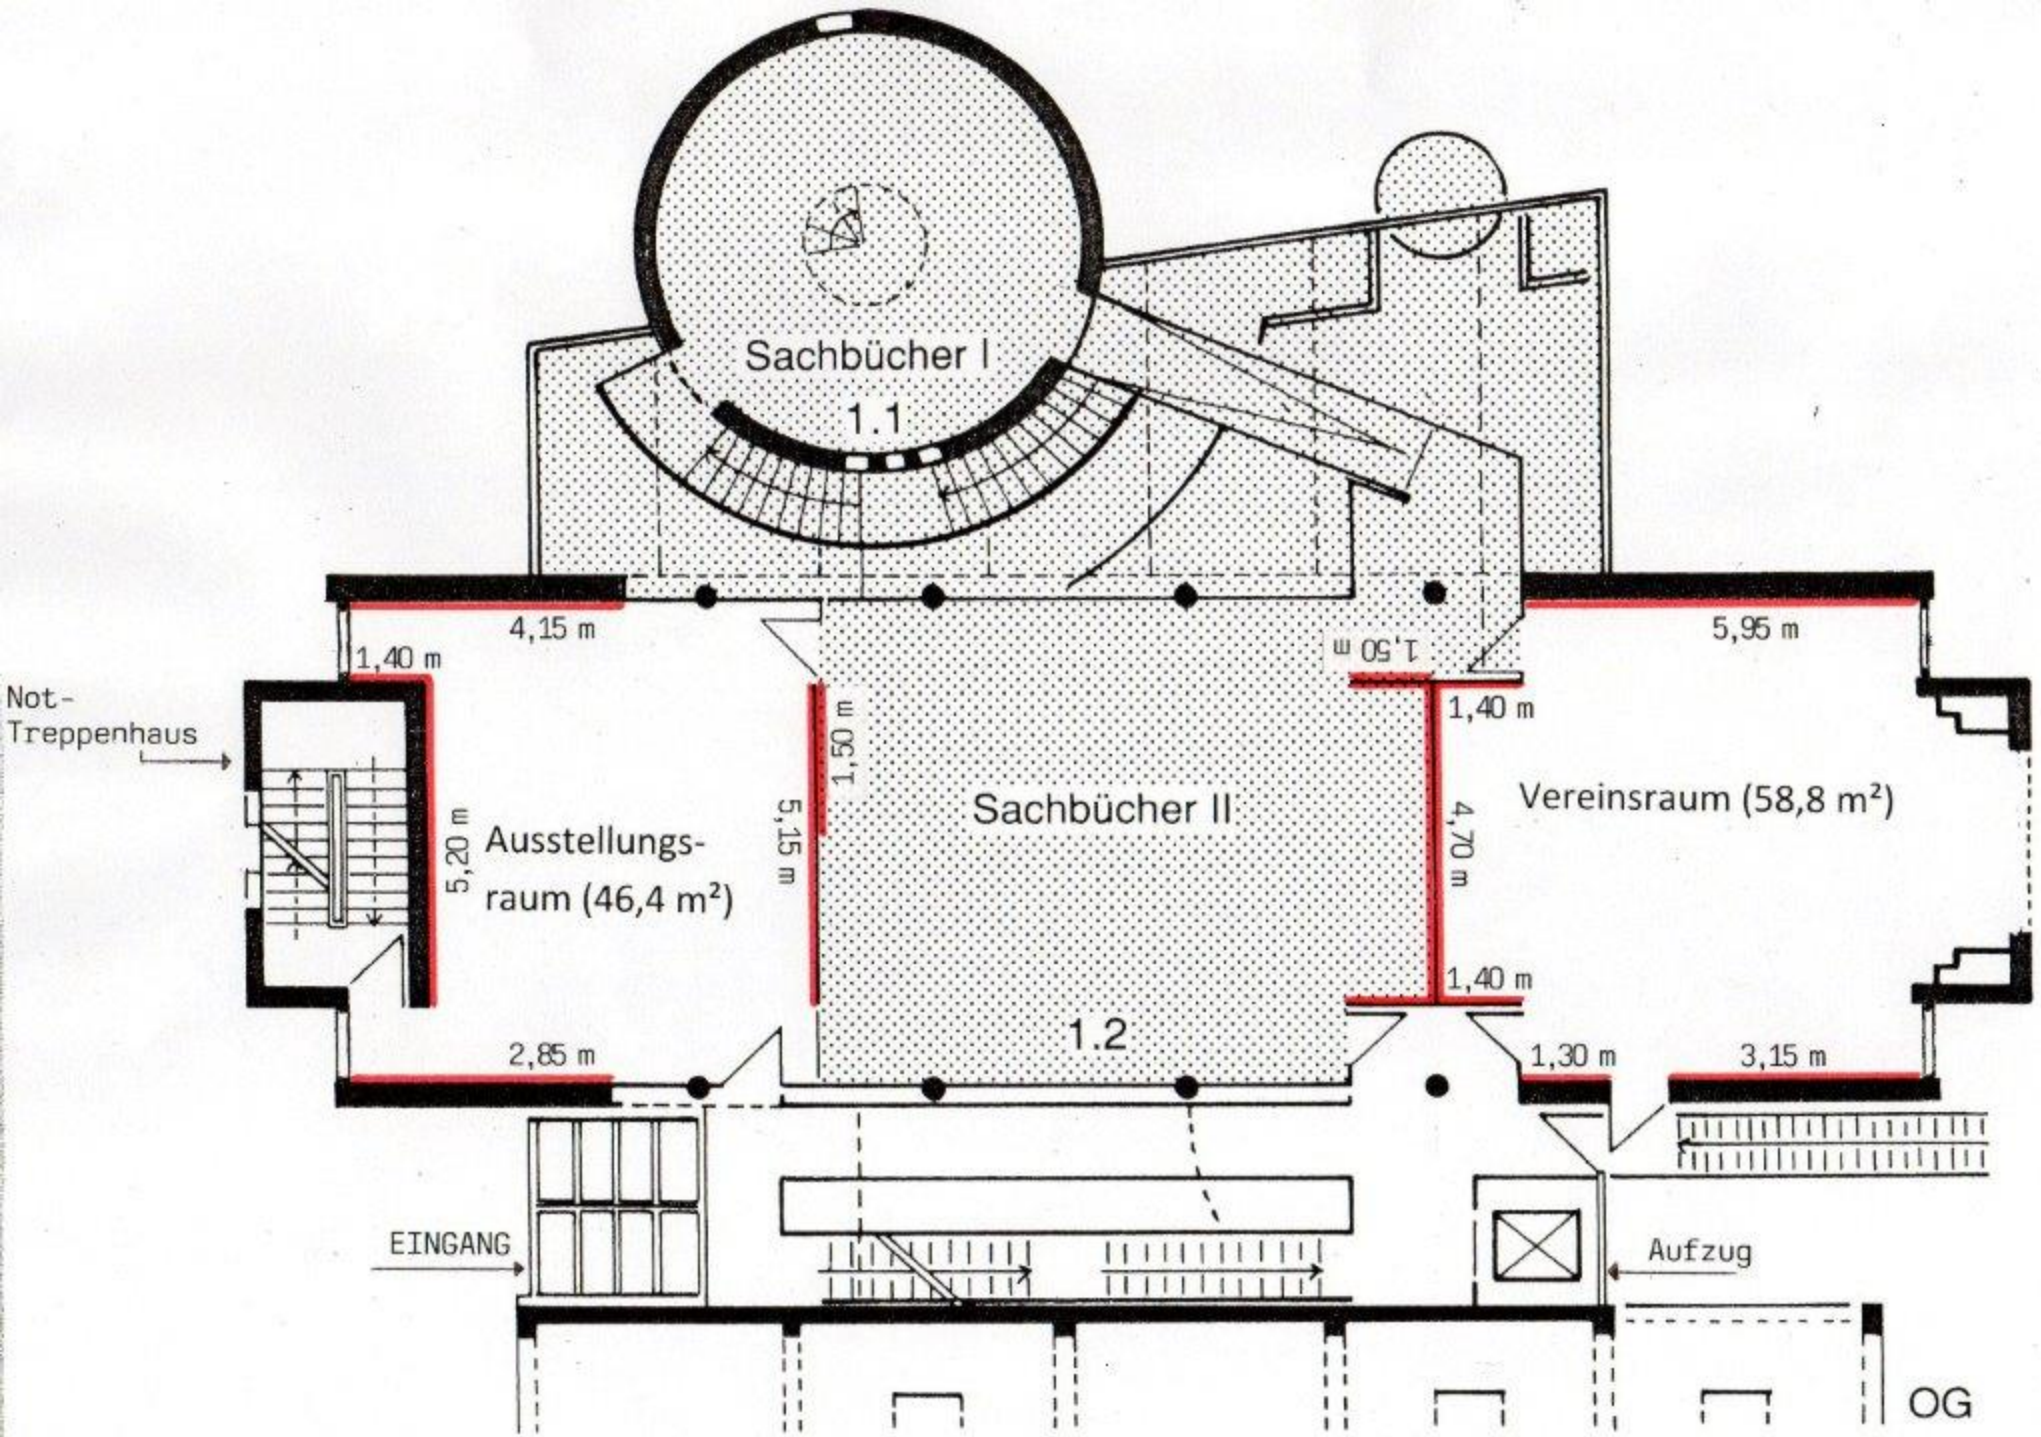 Sachbücher I
1.1
4,15 m
5,95 m
1,50 m
1,40 m
Not-
Treppenhaus
1,40 m
1,50 m
5,20 m
Ausstellungs-
raum (46,4 m²)
5,15 m
Sachbücher II
4,70 m
Vereinsraum (58,8 m²)
1,40 m
1.2
2,85 m
1,30 m
3,15 m
EINGANG
Aufzug
OG